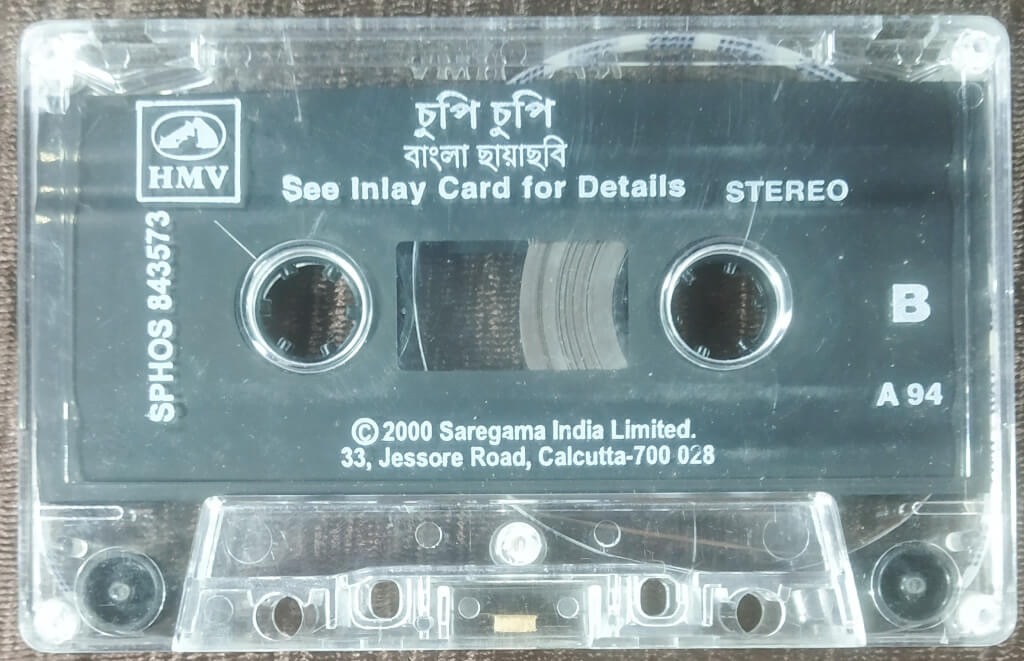 চুপি চুপি
বাংলা ছায়াছবি
HMV
See Inlay Card for Details
STEREO
SPHOS 843573
B
A 94
© 2000 Saregama India Limited.
33, Jessore Road, Calcutta-700 028